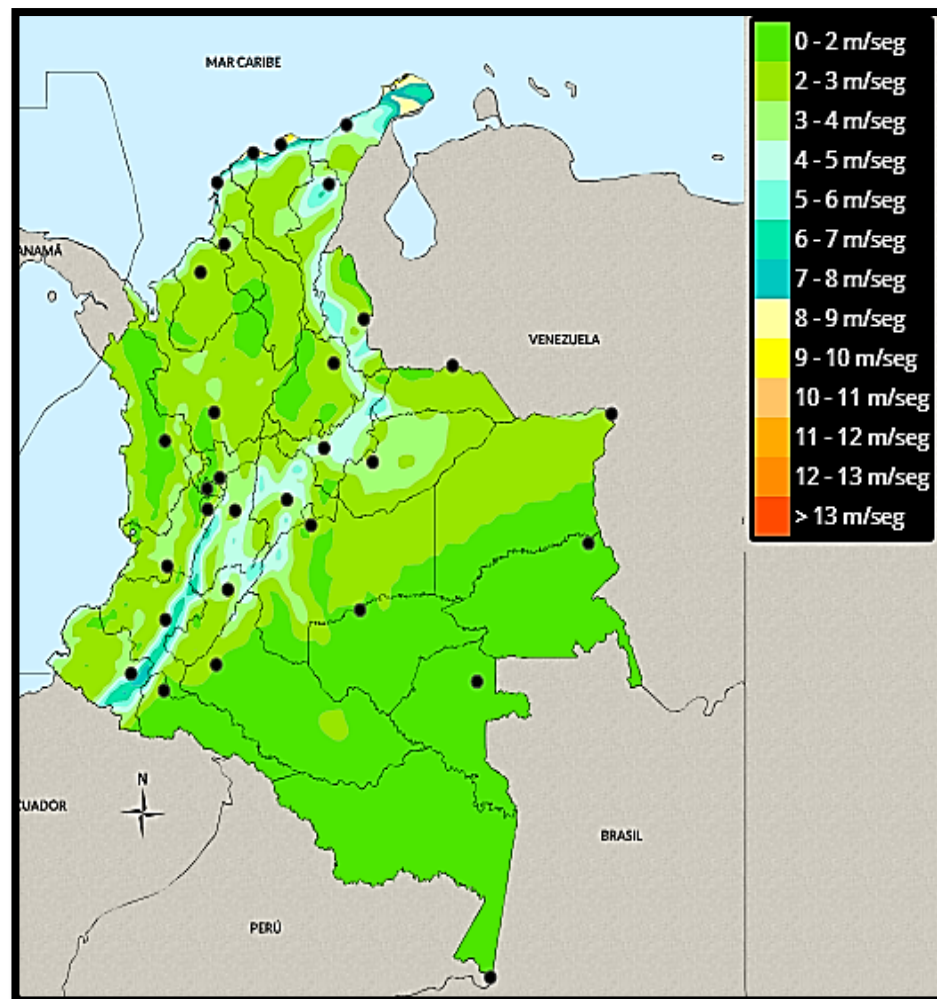 MAR CARIBE
ANAMÁ
VENEZUELA
N
CUADOR
BRASIL
PERÚ
0 - 2 m/seg
2 - 3 m/seg
3 - 4 m/seg
4 - 5 m/seg
5 - 6 m/seg
6 - 7 m/seg
7 - 8 m/seg
8 - 9 m/seg
9 - 10 m/seg
10 - 11 m/seg
11 - 12 m/seg
12 - 13 m/seg
> 13 m/seg